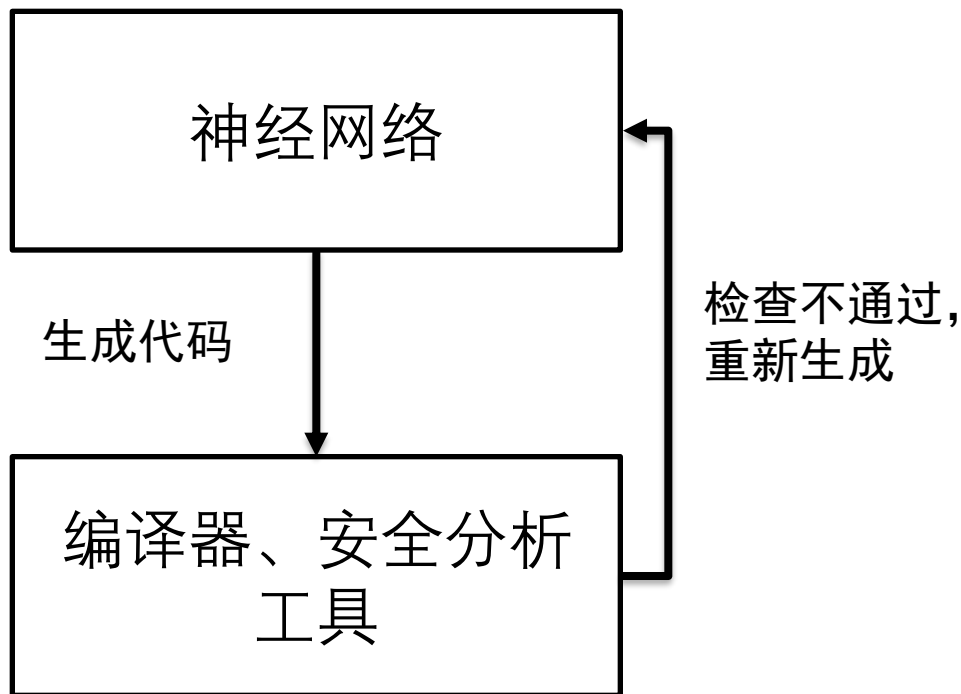 神经网络
生成代码
检查不通过，
重新生成
编译器、安全分析
工具